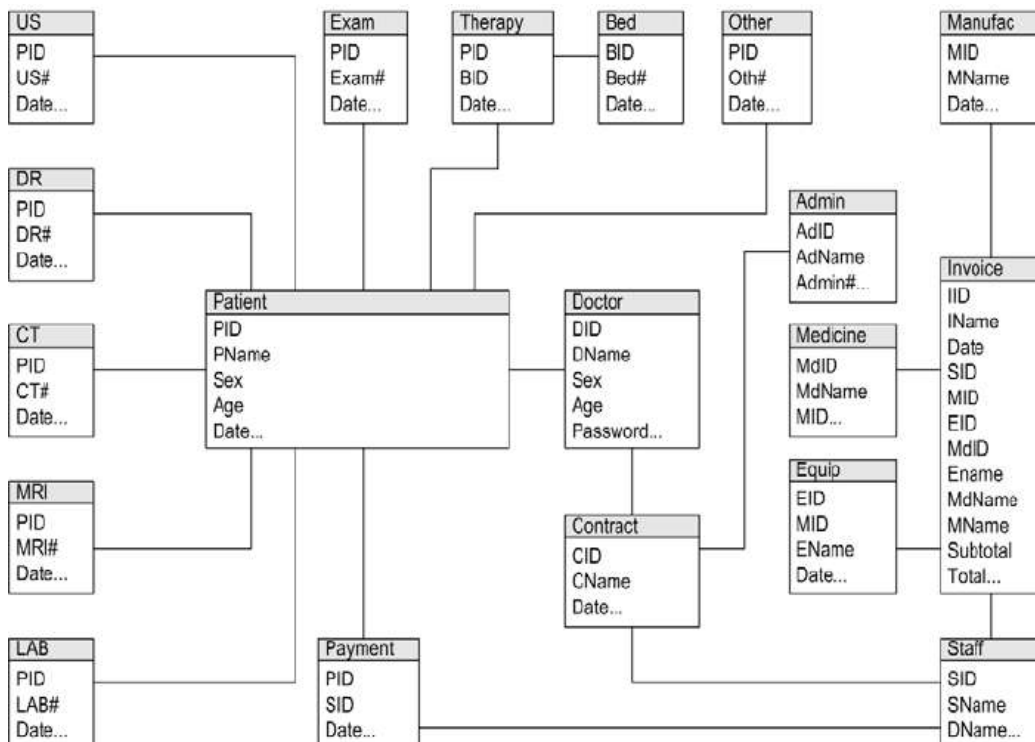 US
PID
US#
Date...
Exam
PID
Exam#
Date...
Therapy
PID
BID
Date...
Bed
BID
Bed#
Date...
Other
PID
Oth#
Date...
Manufac
MID
MName
Date...
DR
PID
DR#
Date...
Admin
AdID
AdName
Admin#...
Patient
PID
PName
Sex
Age
Date...
Doctor
DID
DName
Sex
Age
Password...
Invoice
IID
IName
Date
SID
MID
EID
MdID
Ename
MdName
MName
Subtotal
Total...
CT
PID
CT#
Date...
Medicine
MdID
MdName
MID...
Equip
EID
MID
EName
Date...
MRI
PID
MRI#
Date...
Contract
CID
CName
Date...
LAB
PID
LAB#
Date...
Payment
PID
SID
Date...
Staff
SID
SName
DName...